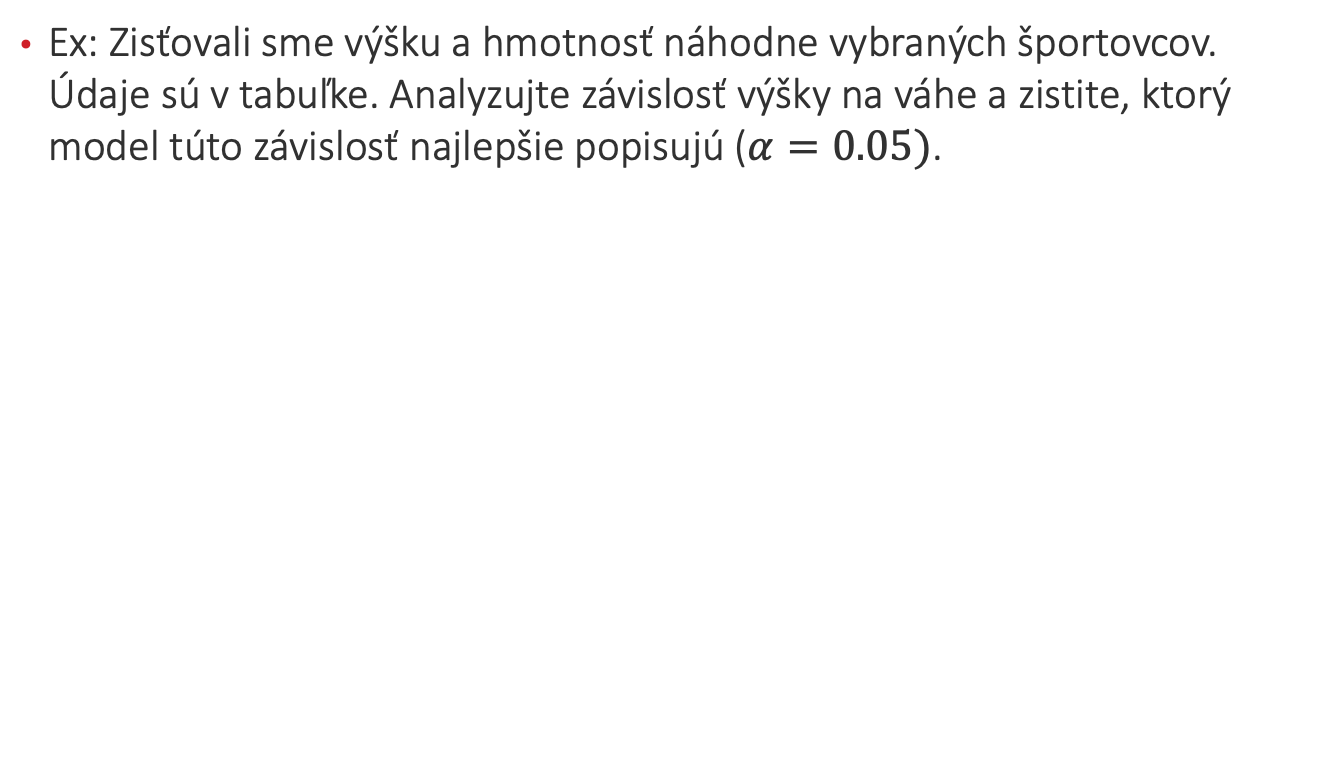 • Ex: Zisťovali sme výšku a hmotnosť náhodne vybraných športovcov.
Údaje sú v tabuľke. Analyzujte závislosť výšky na váhe a zistite, ktorý
model túto závislosť najlepšie popisujú (𝜶 = 𝟎.𝟎𝟓).